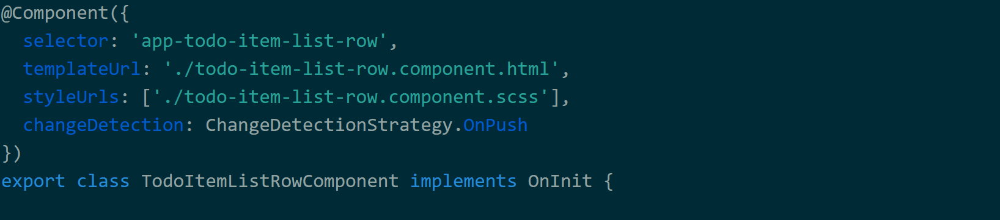 @Component({
  selector: 'app-todo-item-list-row',
  templateUrl: './todo-item-list-row.component.html',
  styleUrls: ['./todo-item-list-row.component.scss'],
  changeDetection: ChangeDetectionStrategy.OnPush
})
export class TodoItemListRowComponent implements OnInit {